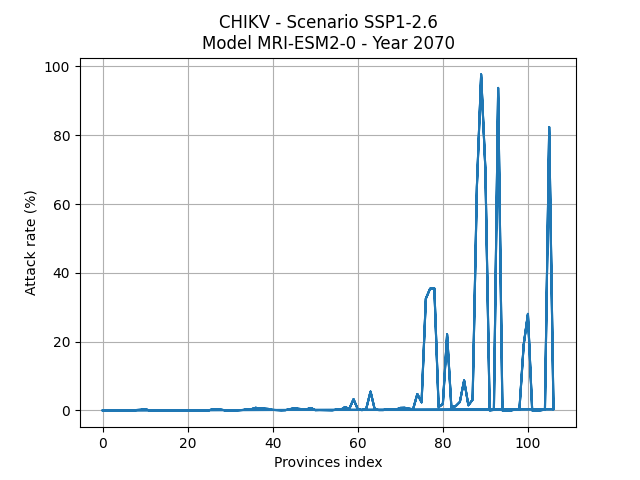 CHIKV - Scenario SSP1-2.6
Model MRI-ESM2-0 - Year 2070
100
80
60
40
20
0
Attack rate (%)
0 20 40 60 80 100
Provinces index